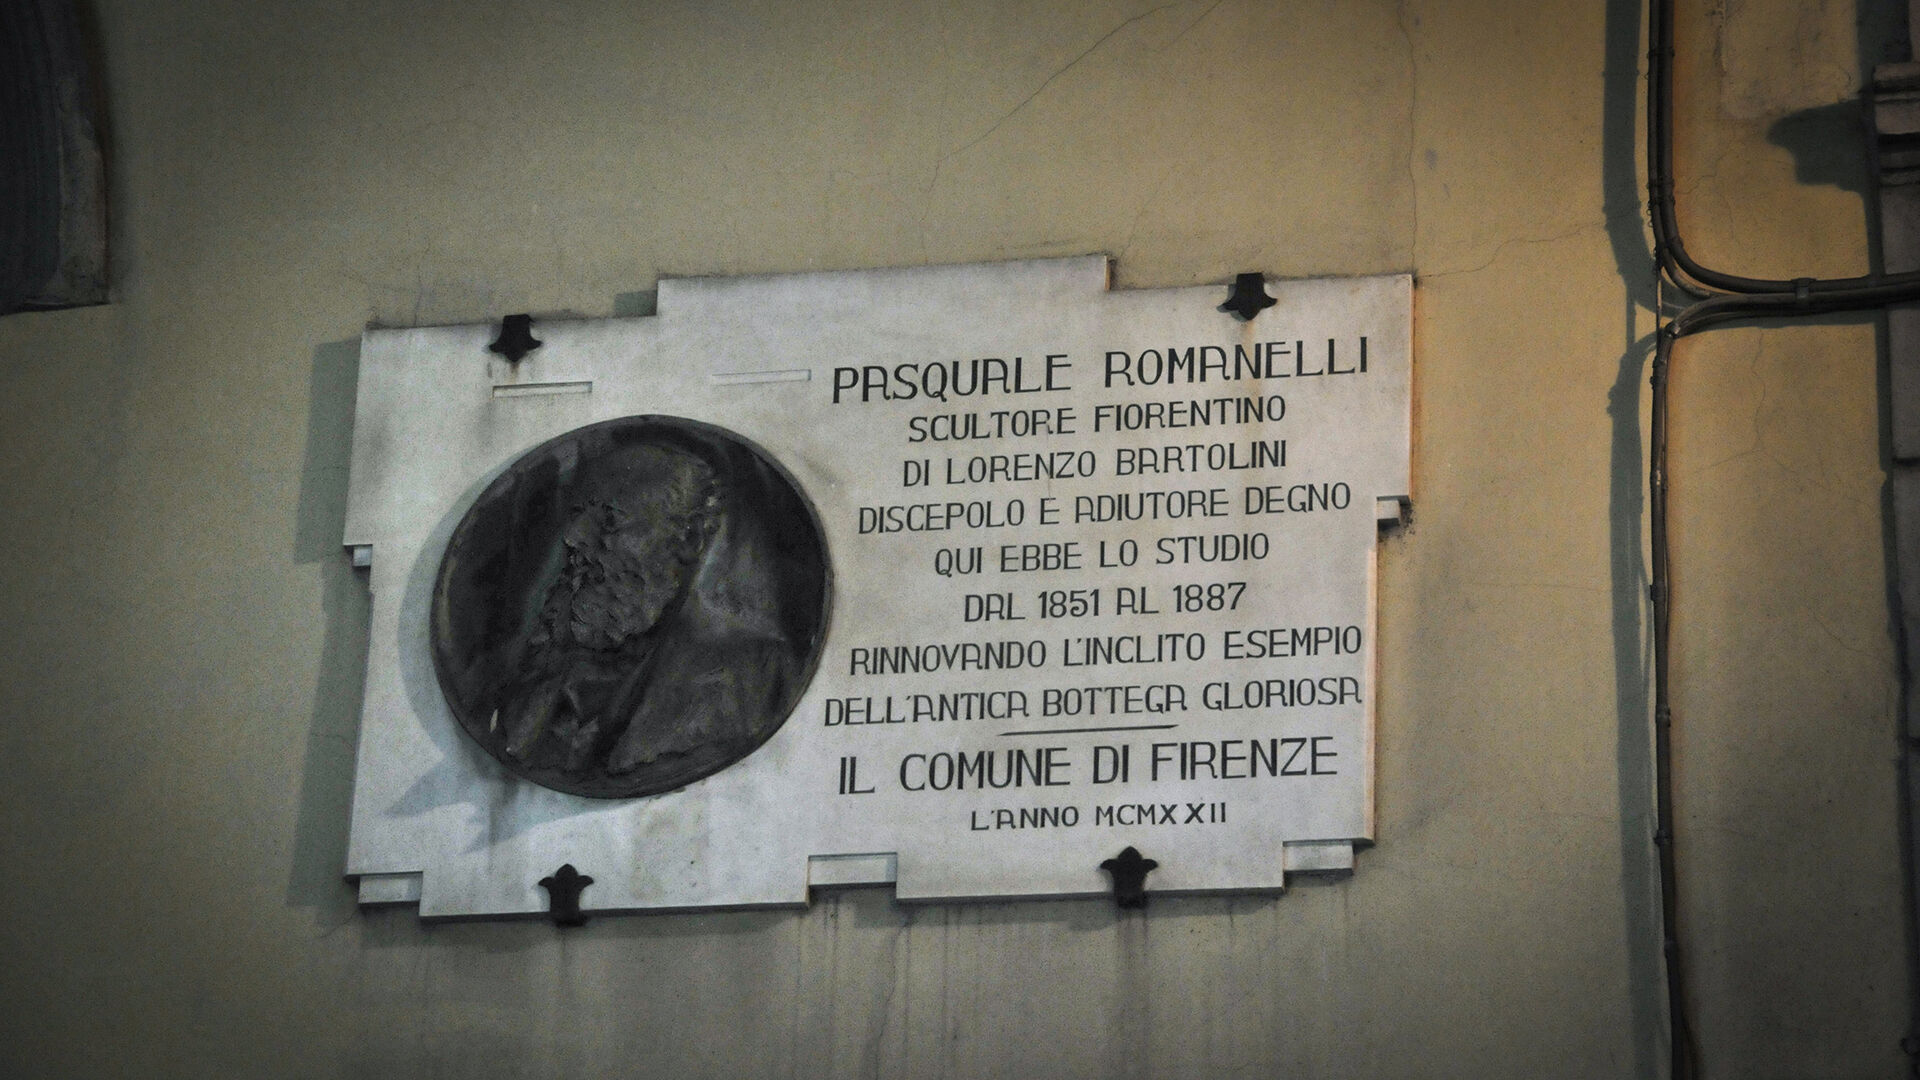 PASQUALE ROMANELLI
SCULTORE FIORENTINO
DI LORENZO BARTOLINI
DISCEPOLO E ADIUTORE DEGNO
QUI EBBE LO STUDIO
DAL 1851 AL 1887
RINNOVANDO L'INCLITO ESEMPIO
DELL'ANTICA BOTTEGA GLORIOSA
IL COMUNE DI FIRENZE
L'ANNO MCMXXII